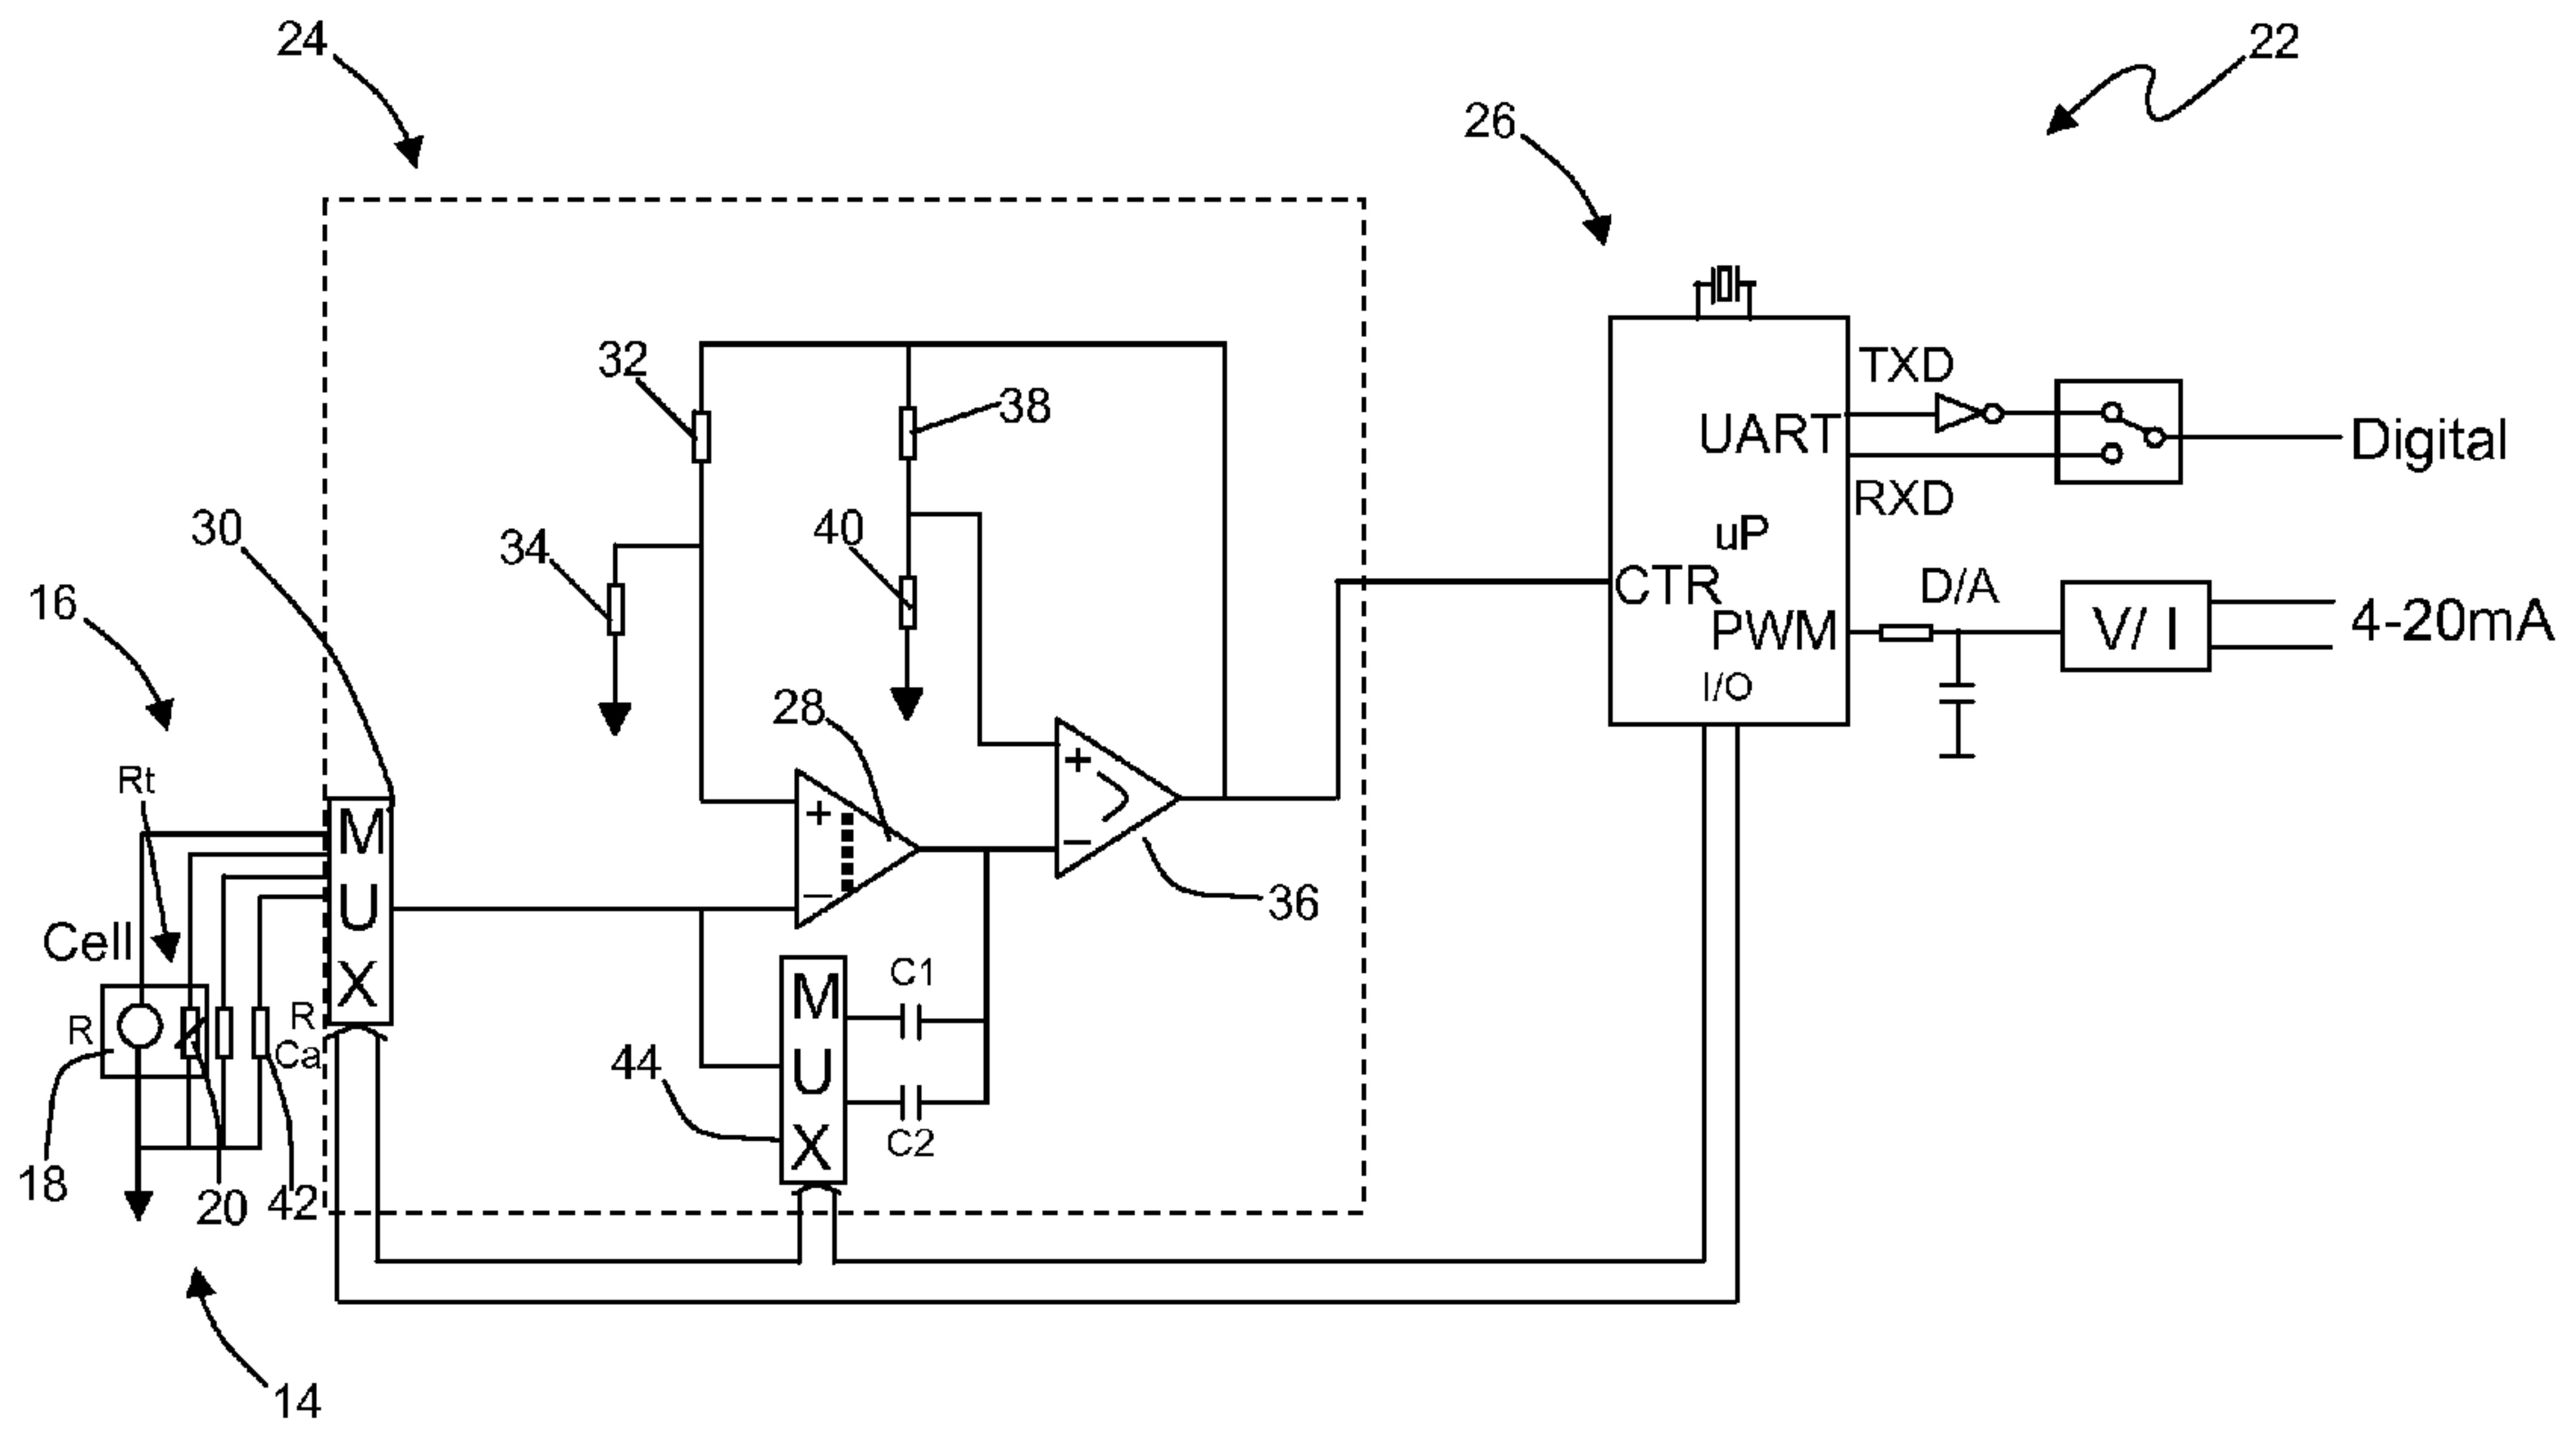 24
22
26
32
38
TXD
UART
Digital
RXD
30
34
40
uP
CTR
D/A
16
PWM
V/ I
4-20mA
I/O
28
Rt
M
U
X
+
−
+
−
36
Cell
R
R
Ca
M
U
X
C1
C2
44
18
20
42
14